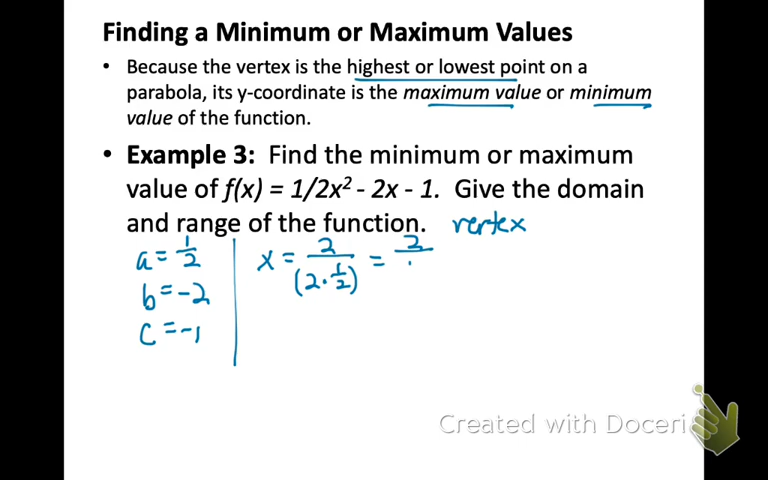 Finding a Minimum or Maximum Values
• Because the vertex is the highest or lowest point on a
parabola, its y-coordinate is the maximum value or minimum
value of the function.
• Example 3: Find the minimum or maximum
value of f(x) = 1/2x² - 2x - 1. Give the domain
and range of the function. vertex
a = 1/2
x = 2/(2·1/2) = 2/
b = -2
c = -1
Created with Doceri